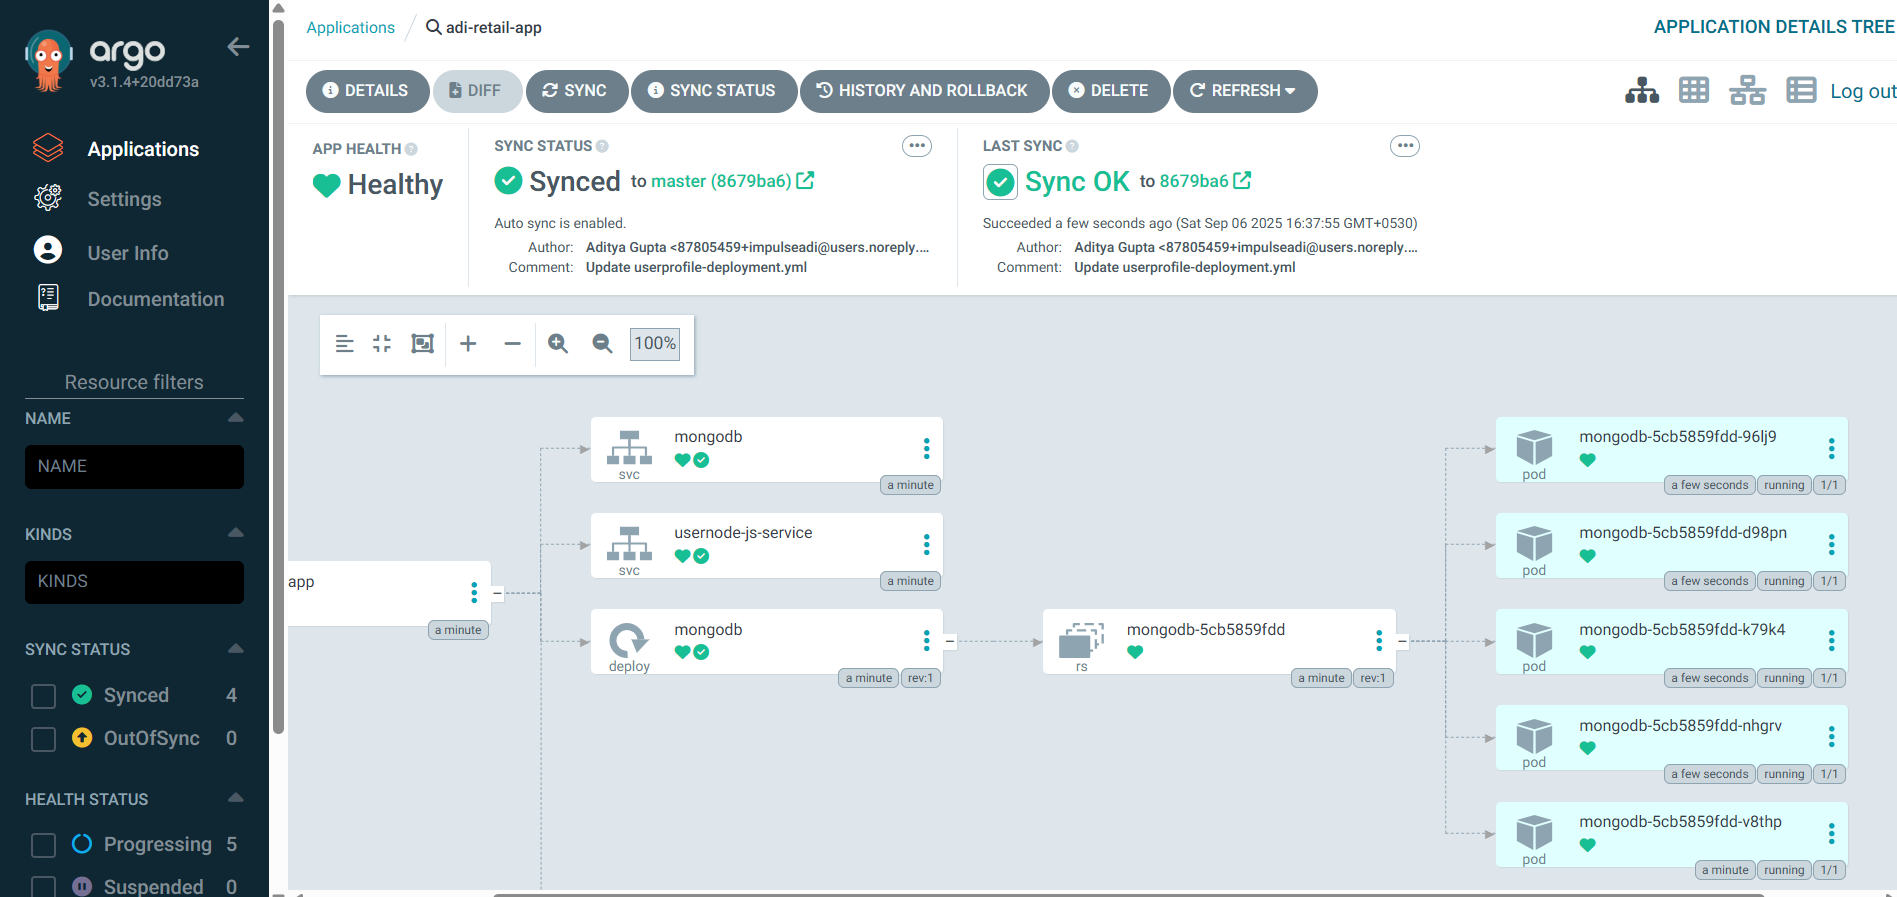 argo
v3.1.4+20dd73a
Applications
Settings
User Info
Documentation
Resource filters
NAME
NAME
KINDS
KINDS
SYNC STATUS
Synced 4
OutOfSync 0
HEALTH STATUS
Progressing 5
Suspended 0
Applications / adi-retail-app
APPLICATION DETAILS TREE
DETAILS DIFF SYNC SYNC STATUS HISTORY AND ROLLBACK DELETE REFRESH
Log out
APP HEALTH
Healthy
SYNC STATUS
Synced to master (8679ba6)
Auto sync is enabled.
Author: Aditya Gupta <87805459+impulseadi@users.noreply....
Comment: Update userprofile-deployment.yml
LAST SYNC
Sync OK to 8679ba6
Succeeded a few seconds ago (Sat Sep 06 2025 16:37:55 GMT+0530)
Author: Aditya Gupta <87805459+impulseadi@users.noreply....
Comment: Update userprofile-deployment.yml
100%
app
a minute
mongodb
svc
a minute
usernode-js-service
svc
a minute
mongodb
deploy
a minute rev:1
mongodb-5cb5859fdd
rs
a minute rev:1
mongodb-5cb5859fdd-96lj9
pod
a few seconds running 1/1
mongodb-5cb5859fdd-d98pn
pod
a few seconds running 1/1
mongodb-5cb5859fdd-k79k4
pod
a few seconds running 1/1
mongodb-5cb5859fdd-nhgrv
pod
a few seconds running 1/1
mongodb-5cb5859fdd-v8thp
pod
a minute running 1/1